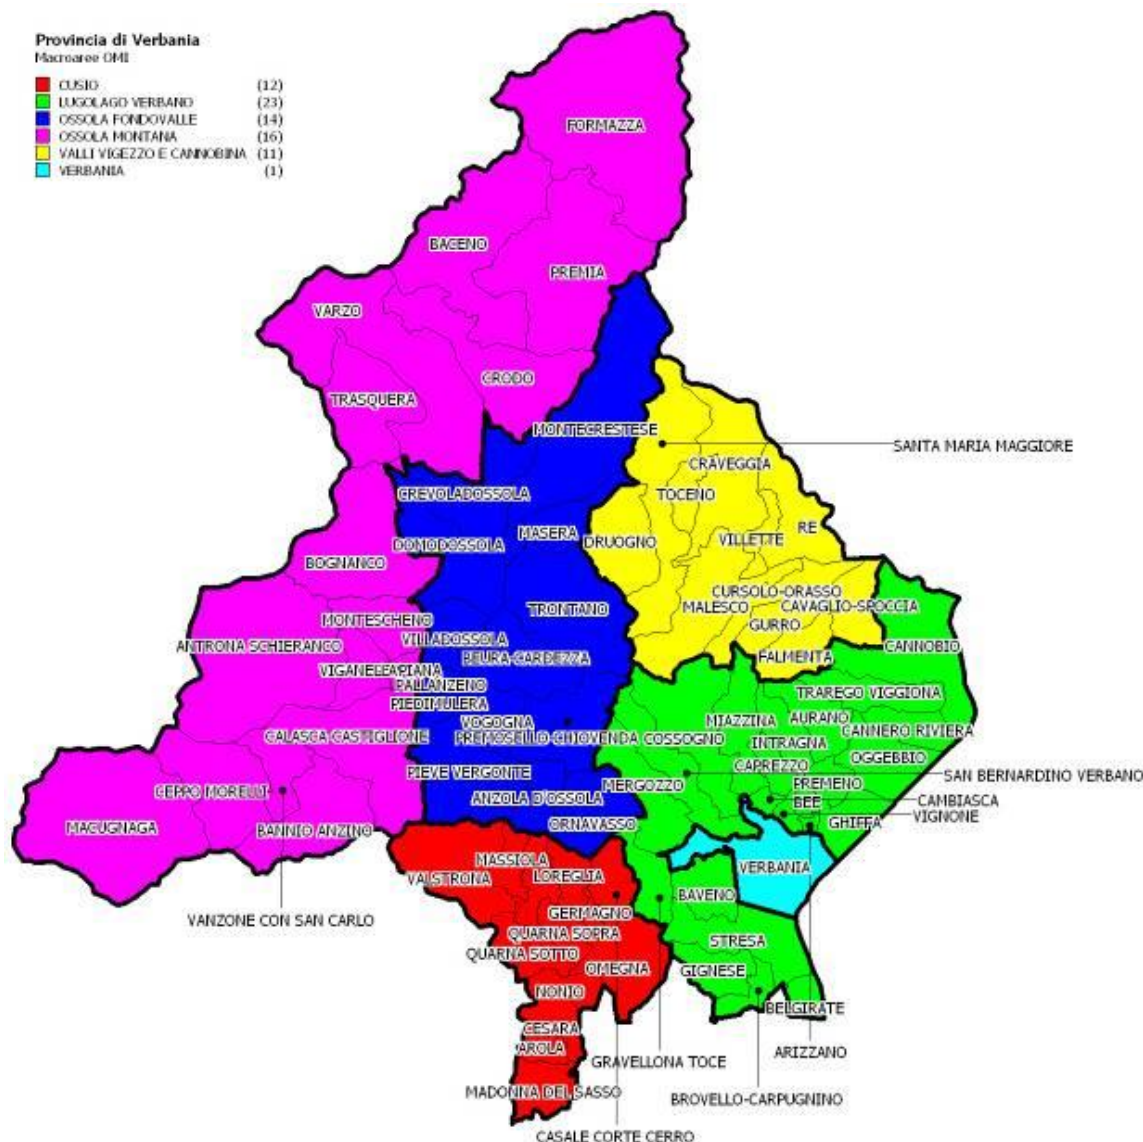 Provincia di Verbania
Macroaree OMI
CUSIO (12)
LUGOLAGO VERBANO (23)
OSSOLA FONDOVALLE (14)
OSSOLA MONTANA (16)
VALLI VIGEZZO E CANNOBINA (11)
VERBANIA (1)
FORMAZZA
BACENO
PREMIA
VARZO
CRODO
TRASQUERA
MONTECRESTESE
SANTA MARIA MAGGIORE
CRAVEGGIA
CREVOLADOSSOLA
TOCENO
MASERA
RE
DOMODOSSOLA
DRUOGNO
VILLETTE
BOGNANCO
CURSOLO-ORASSO
TRONTANO
MALESCO
CAVAGLIO-SPOCCIA
MONTESCHENO
GURRO
ANTRONA SCHIERANCO
VILLADOSSOLA
CANNOBIO
BEURA-CARDEZZA
FALMENTA
VIGANELLA
PIANA
PALLANZENO
TRAREGO VIGGIONA
PIEDIMULERA
VOGOGNA
MIAZZINA
AURANO
CALASCA CASTIGLIONE
PREMOSELLO-CHIOVENDA
COSSOGNO
CANNERO RIVIERA
INTRAGNA
OGGEBBIO
CAPREZZO
PIEVE VERGONTE
SAN BERNARDINO VERBANO
MERGOZZO
PREMENO
CEPPO MORELLI
ANZOLA D'OSSOLA
BEE
CAMBIASCA
VIGNONE
MACUGNAGA
BANNIO ANZINO
ORNAVASSO
GHIFFA
MASSIOLA
VERBANIA
VALSTRONA
LOREGLIA
BAVENO
GERMAGNO
VANZONE CON SAN CARLO
QUARNA SOPRA
STRESA
QUARNA SOTTO
OMEGNA
GIGNESE
NONIO
BELGIRATE
CESARA
AROLA
ARIZZANO
GRAVELLONA TOCE
MADONNA DEL SASSO
BROVELLO-CARPUGNINO
CASALE CORTE CERRO